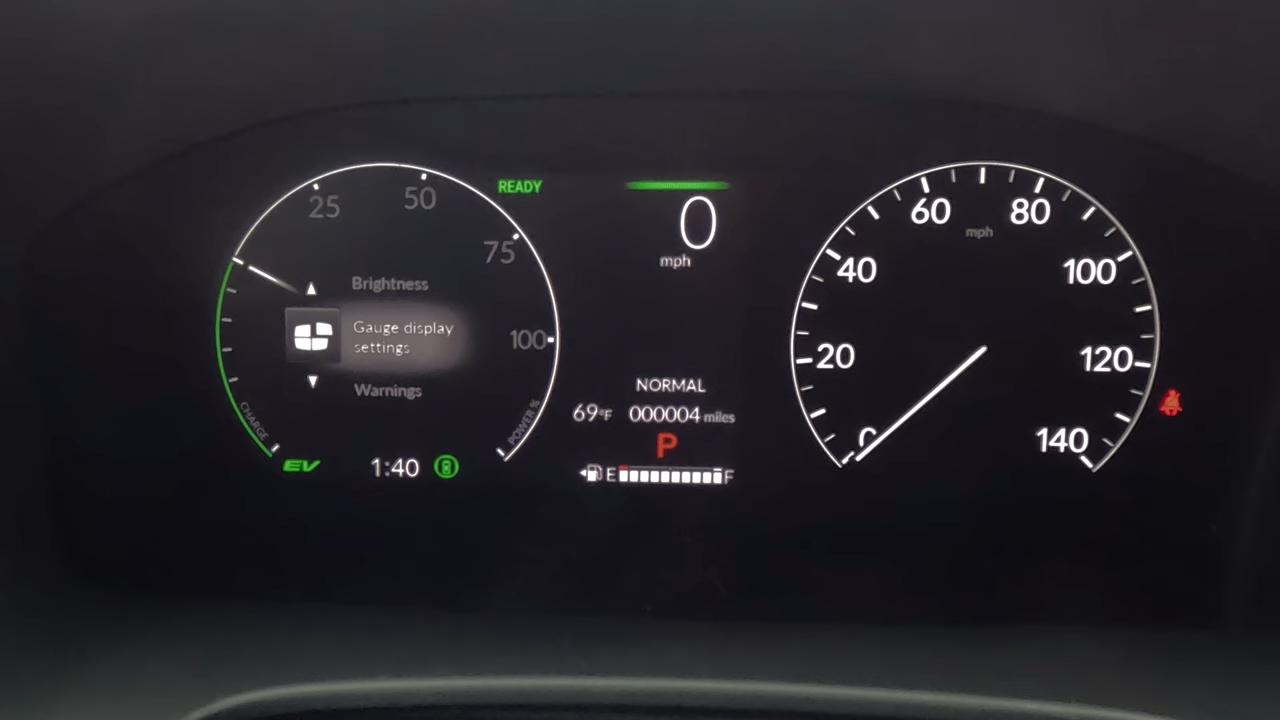 25
50
75
100
CHARGE
POWER %
Brightness
Gauge display
settings
Warnings
EV
1:40
READY
0
mph
NORMAL
69°F 000004 miles
P
E F
0
20
40
60
80
100
120
140
mph